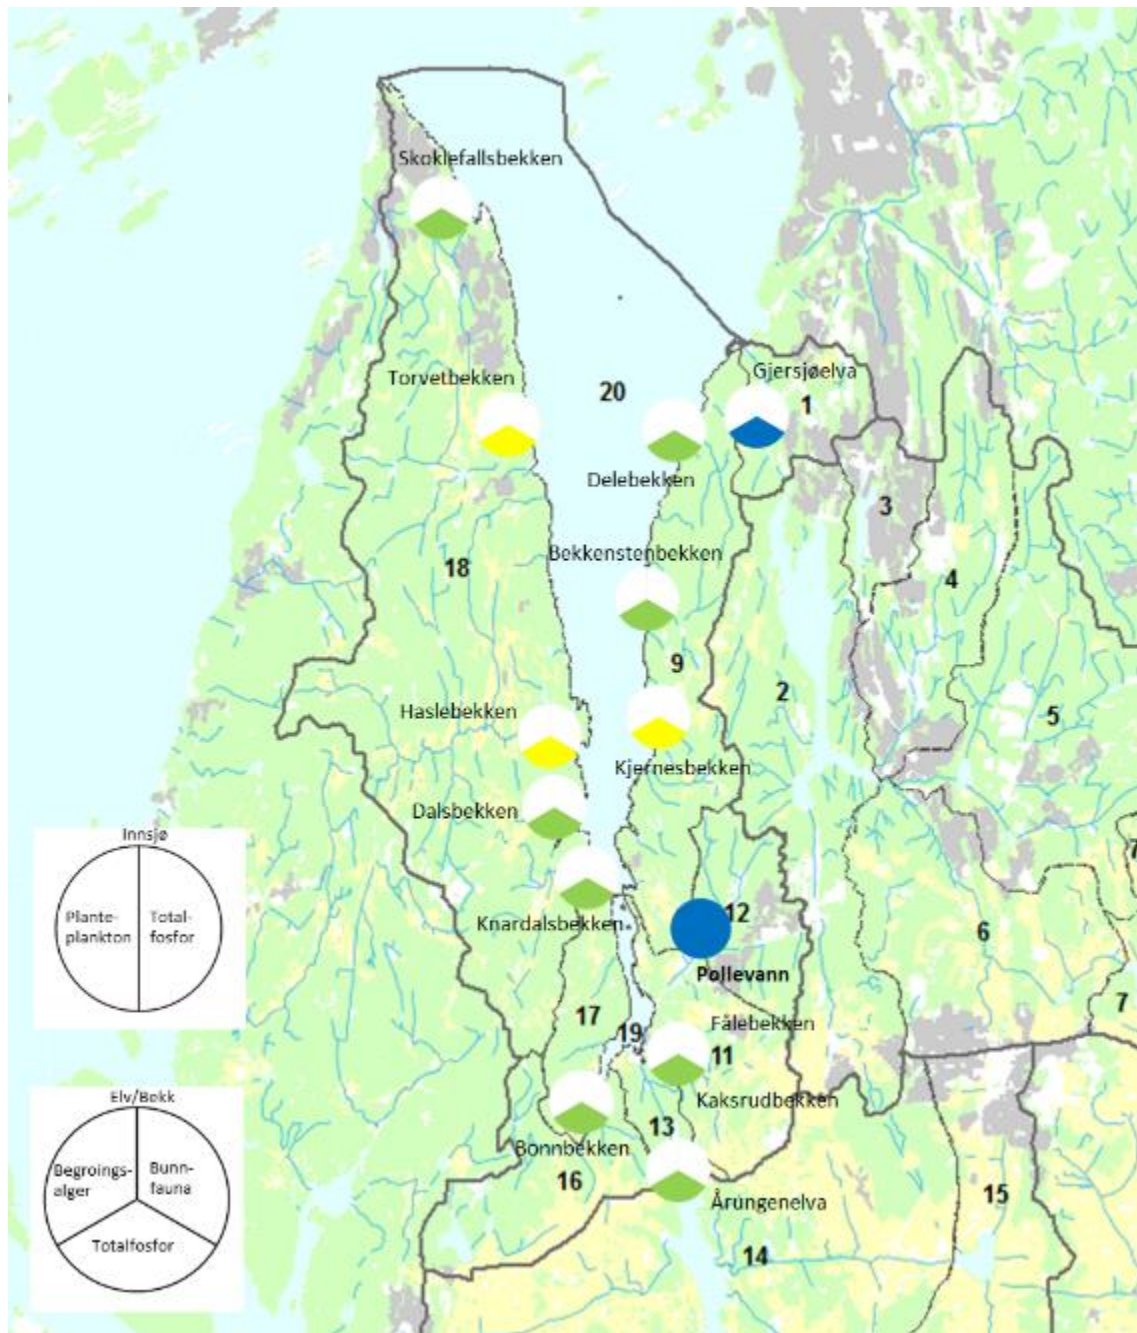 Skoklefallsbekken
Gjersjøelva
Torvetbekken
20
1
Delebekken
3
Bekkenstenbekken
18
4
9
2
Haslebekken
5
Kjernesbekken
Dalsbekken
Innsjø
7
Plante-
plankton
Total-
fosfor
Knardalsbekken
12
6
Pollevann
7
17
Fålebekken
19
11
Elv/Bekk
Kaksrudbekken
13
Bonnbekken
Begroings-
alger
Bunn-
fauna
16
15
Årungenelva
Totalfosfor
14